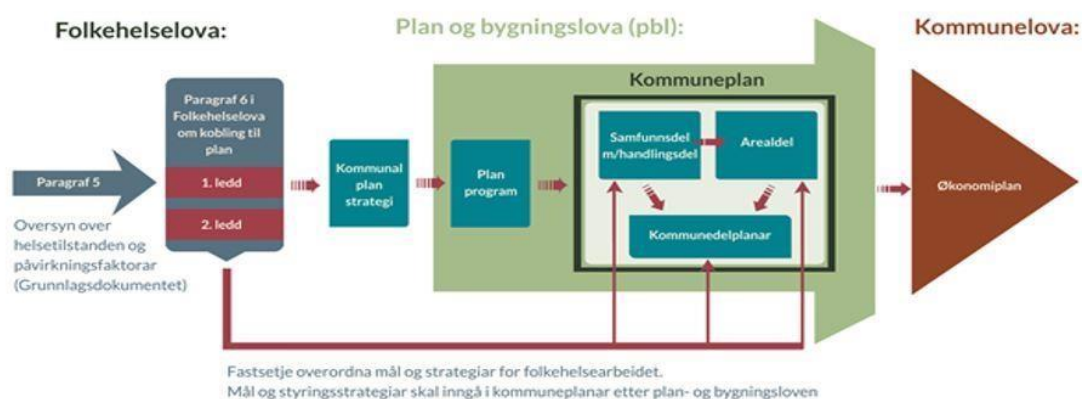 Folkehelselova:
Plan og bygningslova (pbl):
Kommunelova:
Paragraf 5
Oversyn over
helsetilstanden og
påvirkningsfaktorar
(Grunnlagsdokumentet)
Paragraf 6 i
Folkehelselova
om kobling til
plan
1. ledd
2. ledd
Kommunal
plan
strategi
Plan
program
Kommuneplan
Samfunnsdel
m/handlingsdel
Arealdel
Kommunedelplanar
Økonomiplan
Fastsetje overordna mål og strategiar for folkehelsearbeidet.
Mål og styringsstrategiar skal inngå i kommuneplanar etter plan- og bygningsloven